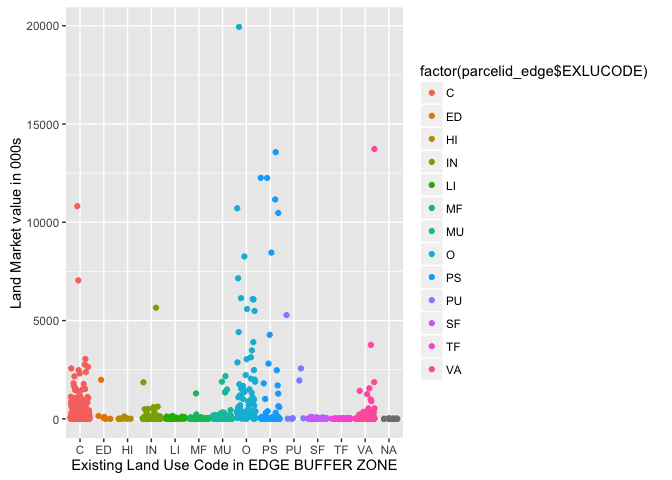 20000
15000
10000
5000
0
Land Market value in 000s
C ED HI IN LI MF MU O PS PU SF TF VA NA
Existing Land Use Code in EDGE BUFFER ZONE
factor(parcelid_edge$EXLUCODE)
C
ED
HI
IN
LI
MF
MU
O
PS
PU
SF
TF
VA